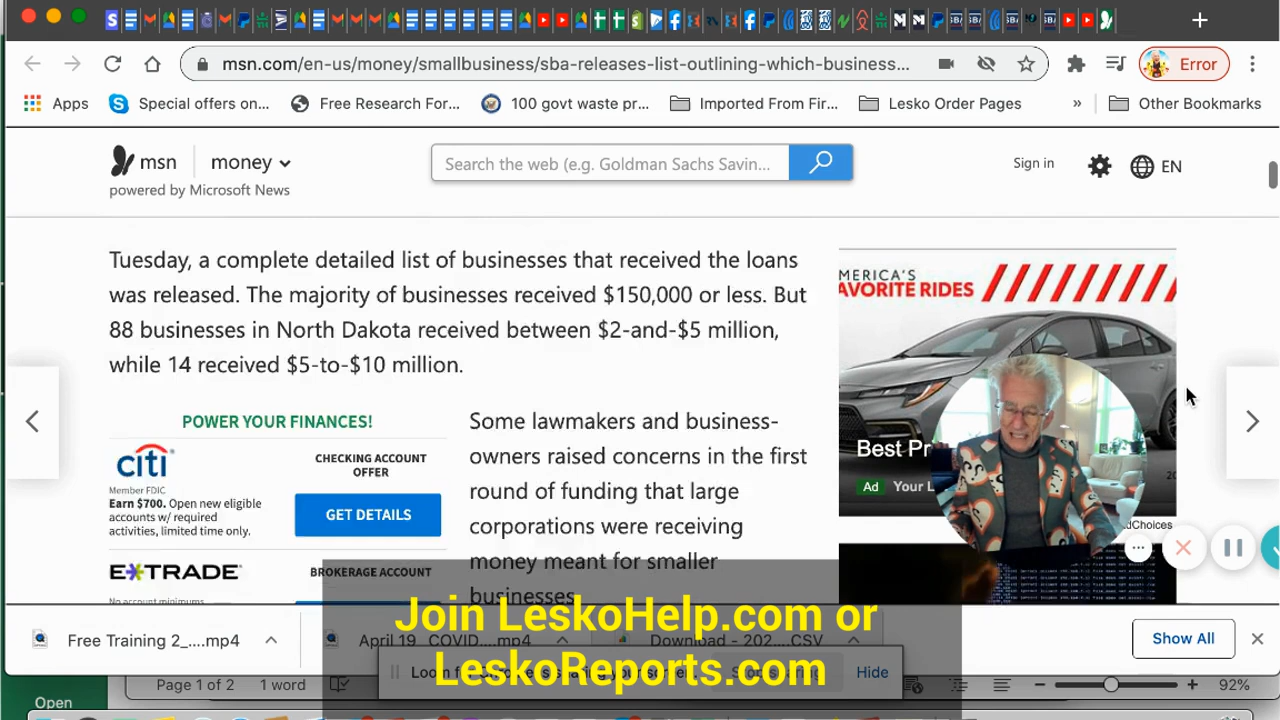 msn.com/en-us/money/smallbusiness/sba-releases-list-outlining-which-business...
Error
Apps
Special offers on...
Free Research For...
100 govt waste pr...
Imported From Fir...
Lesko Order Pages
»
Other Bookmarks
msn
money
powered by Microsoft News
Search the web (e.g. Goldman Sachs Savin...
Sign in
EN
Tuesday, a complete detailed list of businesses that received the loans
was released. The majority of businesses received $150,000 or less. But
88 businesses in North Dakota received between $2-and-$5 million,
while 14 received $5-to-$10 million.
MERICA'S
AVORITE RIDES
Best Pr
Ad Your L
dChoices
POWER YOUR FINANCES!
citi
Member FDIC
Earn $700. Open new eligible
accounts w/ required
activities, limited time only.
CHECKING ACCOUNT
OFFER
GET DETAILS
E*TRADE
BROKERAGE
No account minimums
Some lawmakers and business-
owners raised concerns in the first
round of funding that large
corporations were receiving
money meant for smaller
Join LeskoHelp.com or
LeskoReports.com
Free Training 2_....mp4
Show All
Hide
Page 1 of 2
1 word
92%
Open